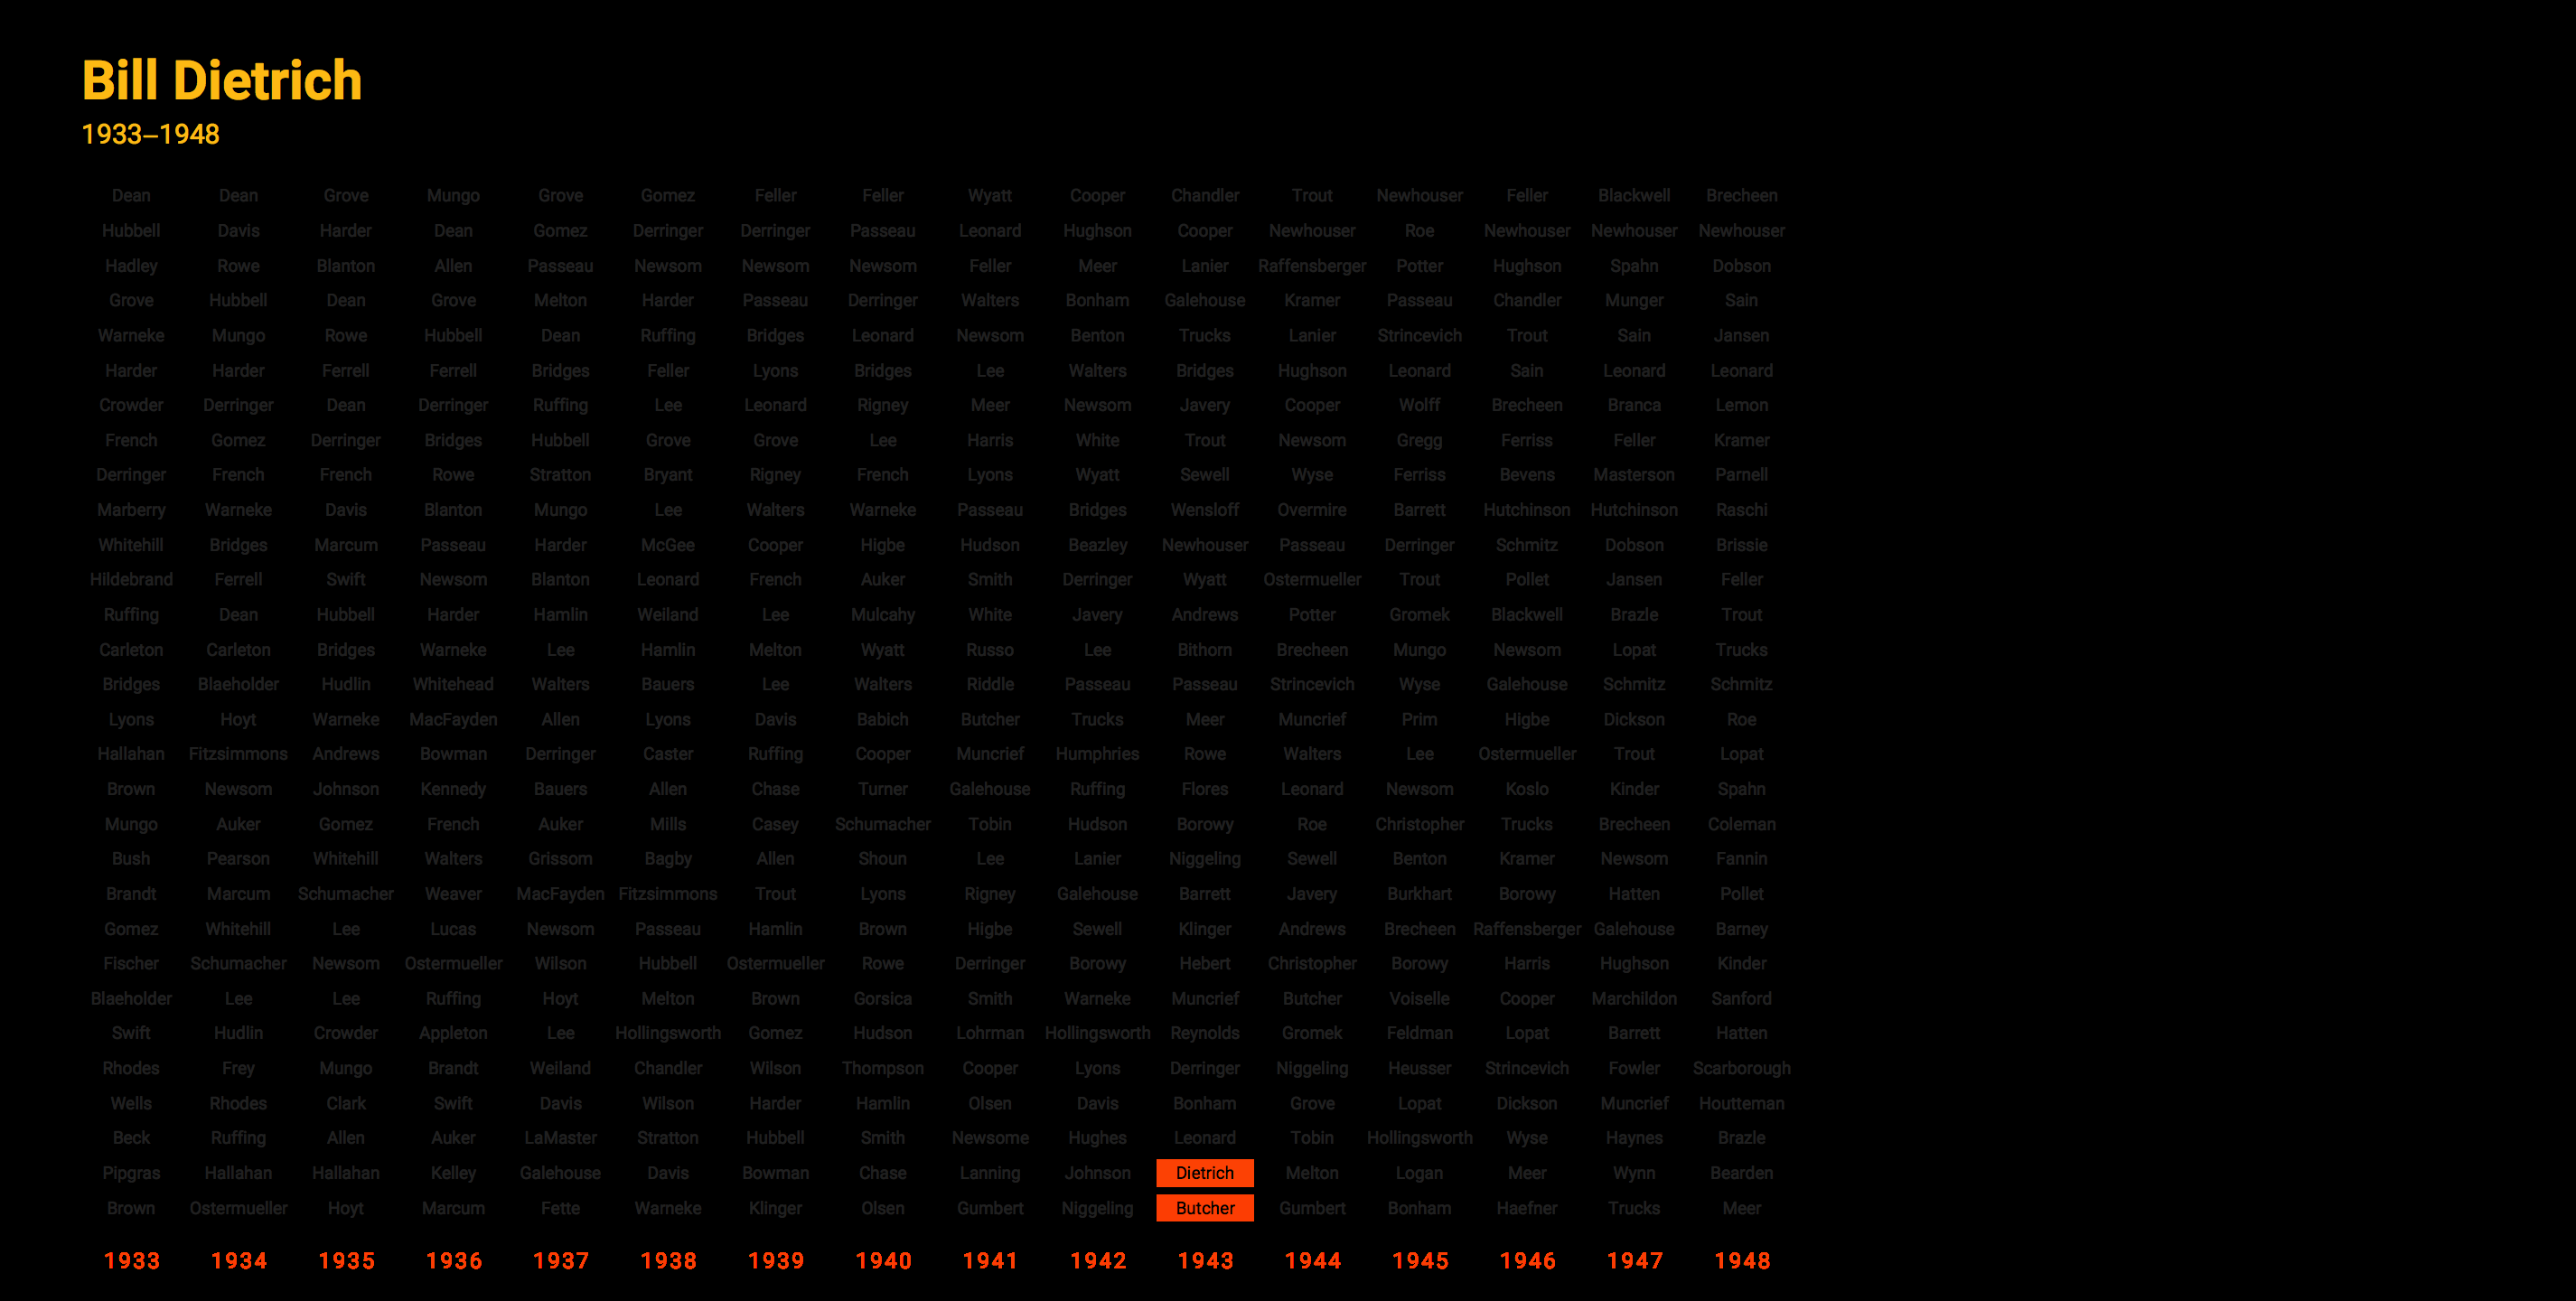 Bill Dietrich
1933–1948
Dean Dean Grove Mungo Grove Gomez Feller Feller Wyatt Cooper Chandler Trout Newhouser Feller Blackwell Brecheen
Hubbell Davis Harder Dean Gomez Derringer Derringer Passeau Leonard Hughson Cooper Newhouser Roe Newhouser Newhouser Newhouser
Hadley Rowe Blanton Allen Passeau Newsom Newsom Newsom Feller Meer Lanier Raffensberger Potter Hughson Spahn Dobson
Grove Hubbell Dean Grove Melton Harder Passeau Derringer Walters Bonham Galehouse Kramer Passeau Chandler Munger Sain
Warneke Mungo Rowe Hubbell Dean Ruffing Bridges Leonard Newsom Benton Trucks Lanier Strincevich Trout Sain Jansen
Harder Harder Ferrell Ferrell Bridges Feller Lyons Bridges Lee Walters Bridges Hughson Leonard Sain Leonard Leonard
Crowder Derringer Dean Derringer Ruffing Lee Leonard Rigney Meer Newsom Javery Cooper Wolff Brecheen Branca Lemon
French Gomez Derringer Bridges Hubbell Grove Grove Lee Harris White Trout Newsom Gregg Ferriss Feller Kramer
Derringer French French Rowe Stratton Bryant Rigney French Lyons Wyatt Sewell Wyse Ferriss Bevens Masterson Parnell
Marberry Warneke Davis Blanton Mungo Lee Walters Warneke Passeau Bridges Wensloff Overmire Barrett Hutchinson Hutchinson Raschi
Whitehill Bridges Marcum Passeau Harder McGee Cooper Higbe Hudson Beazley Newhouser Passeau Derringer Schmitz Dobson Brissie
Hildebrand Ferrell Swift Newsom Blanton Leonard French Auker Smith Derringer Wyatt Ostermueller Trout Pollet Jansen Feller
Ruffing Dean Hubbell Harder Hamlin Weiland Lee Mulcahy White Javery Andrews Potter Gromek Blackwell Brazle Trout
Carleton Carleton Bridges Warneke Lee Hamlin Melton Wyatt Russo Lee Bithorn Brecheen Mungo Newsom Lopat Trucks
Bridges Blaeholder Hudlin Whitehead Walters Bauers Lee Walters Riddle Passeau Passeau Strincevich Wyse Galehouse Schmitz Schmitz
Lyons Hoyt Warneke MacFayden Allen Lyons Davis Babich Butcher Trucks Meer Muncrief Prim Higbe Dickson Roe
Hallahan Fitzsimmons Andrews Bowman Derringer Caster Ruffing Cooper Muncrief Humphries Rowe Walters Lee Ostermueller Trout Lopat
Brown Newsom Johnson Kennedy Bauers Allen Chase Turner Galehouse Ruffing Flores Leonard Newsom Koslo Kinder Spahn
Mungo Auker Gomez French Auker Mills Casey Schumacher Tobin Hudson Borowy Roe Christopher Trucks Brecheen Coleman
Bush Pearson Whitehill Walters Grissom Bagby Allen Shoun Lee Lanier Niggeling Sewell Benton Kramer Newsom Fannin
Brandt Marcum Schumacher Weaver MacFayden Fitzsimmons Trout Lyons Rigney Galehouse Barrett Javery Burkhart Borowy Hatten Pollet
Gomez Whitehill Lee Lucas Newsom Passeau Hamlin Brown Higbe Sewell Klinger Andrews Brecheen Raffensberger Galehouse Barney
Fischer Schumacher Newsom Ostermueller Wilson Hubbell Ostermueller Rowe Derringer Borowy Hebert Christopher Borowy Harris Hughson Kinder
Blaeholder Lee Lee Ruffing Hoyt Melton Brown Gorsica Smith Warneke Muncrief Butcher Voiselle Cooper Marchildon Sanford
Swift Hudlin Crowder Appleton Lee Hollingsworth Gomez Hudson Lohrman Hollingsworth Reynolds Gromek Feldman Lopat Barrett Hatten
Rhodes Frey Mungo Brandt Weiland Chandler Wilson Thompson Cooper Lyons Derringer Niggeling Heusser Strincevich Fowler Scarborough
Wells Rhodes Clark Swift Davis Wilson Harder Hamlin Olsen Davis Bonham Grove Lopat Dickson Muncrief Houtteman
Beck Ruffing Allen Auker LaMaster Stratton Hubbell Smith Newsome Hughes Leonard Tobin Hollingsworth Wyse Haynes Brazle
Pipgras Hallahan Hallahan Kelley Galehouse Davis Bowman Chase Lanning Johnson Dietrich Melton Logan Meer Wynn Bearden
Brown Ostermueller Hoyt Marcum Fette Warneke Klinger Olsen Gumbert Niggeling Butcher Gumbert Bonham Haefner Trucks Meer
1933 1934 1935 1936 1937 1938 1939 1940 1941 1942 1943 1944 1945 1946 1947 1948